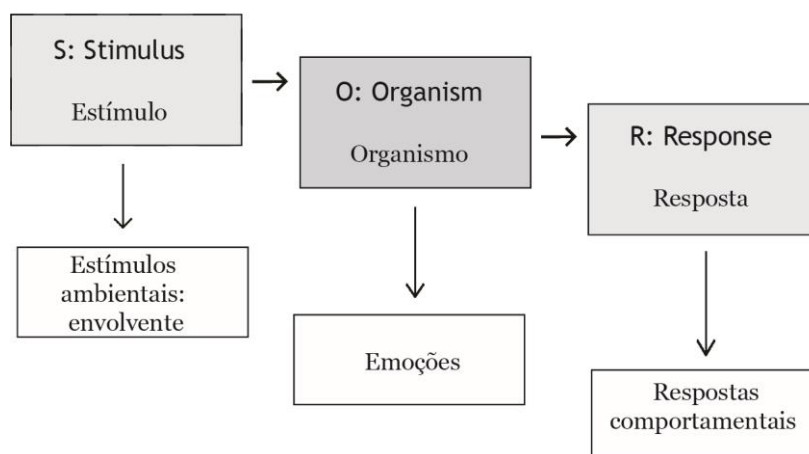 S: Stimulus
Estímulo
O: Organism
Organismo
R: Response
Resposta
Estímulos
ambientais:
envolvente
Emoções
Respostas
comportamentais